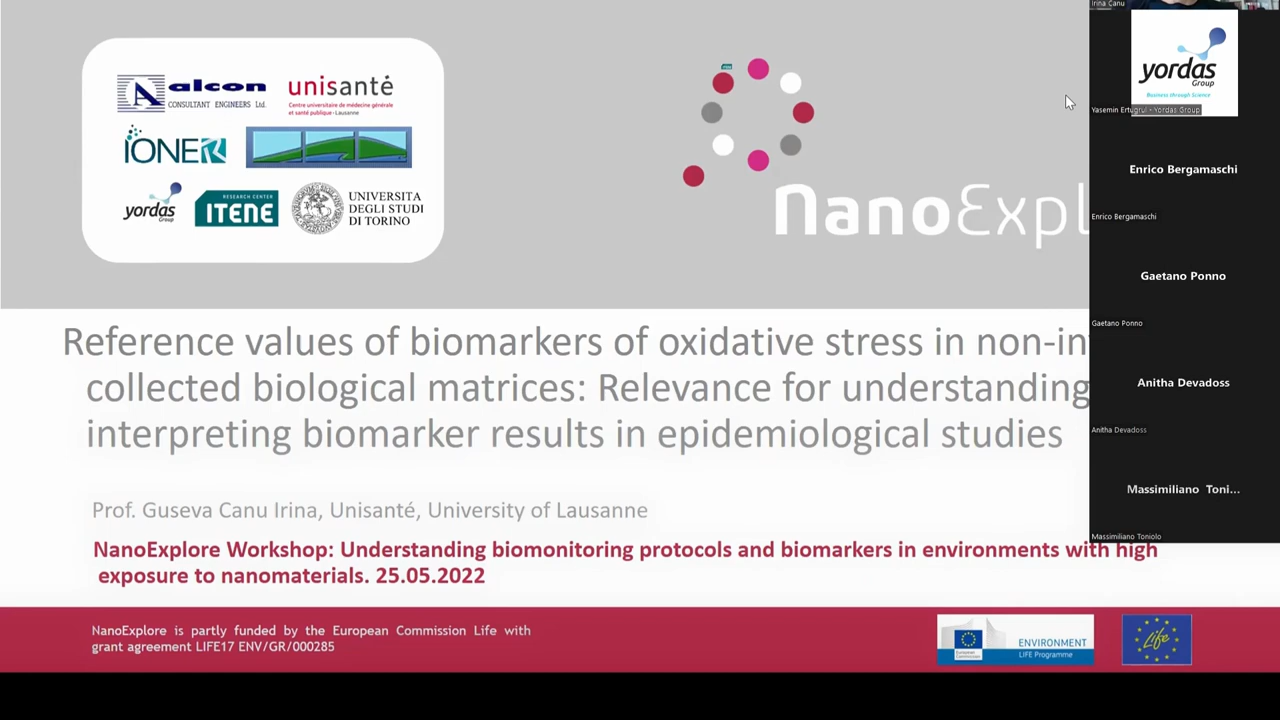 Nalcon
CONSULTANT ENGINEERS Ltd.
unisanté
Centre universitaire de médecine générale
et santé publique · Lausanne
iONER
yordas
Group
RESEARCH CENTER
ITENE
UNIVERSITA
DEGLI STUDI
DI TORINO
NanoExpl
Reference values of biomarkers of oxidative stress in non-in
collected biological matrices: Relevance for understanding
interpreting biomarker results in epidemiological studies
Prof. Guseva Canu Irina, Unisanté, University of Lausanne
NanoExplore Workshop: Understanding biomonitoring protocols and biomarkers in environments with high
exposure to nanomaterials. 25.05.2022
NanoExplore is partly funded by the European Commission Life with
grant agreement LIFE17 ENV/GR/000285
European
Commission
ENVIRONMENT
LIFE Programme
Life
Irina Canu
yordas
Group
Business through Science
Yasemin Ertugrul - Yordas Group
Enrico Bergamaschi
Enrico Bergamaschi
Gaetano Ponno
Gaetano Ponno
Anitha Devadoss
Anitha Devadoss
Massimiliano Toni...
Massimiliano Toniolo